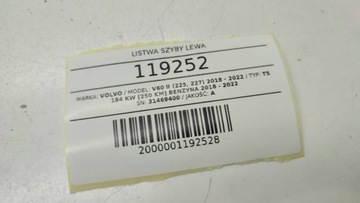 LISTWA SZYBY LEWA
119252
MARKA: VOLVO / MODEL: V60 II (225, 227) 2018 - 2022 / TYP: T5
184 KW [250 KM] BENZYNA 2018 - 2022
SN: 31469400 / JAKOŚĆ: A
2000001192528